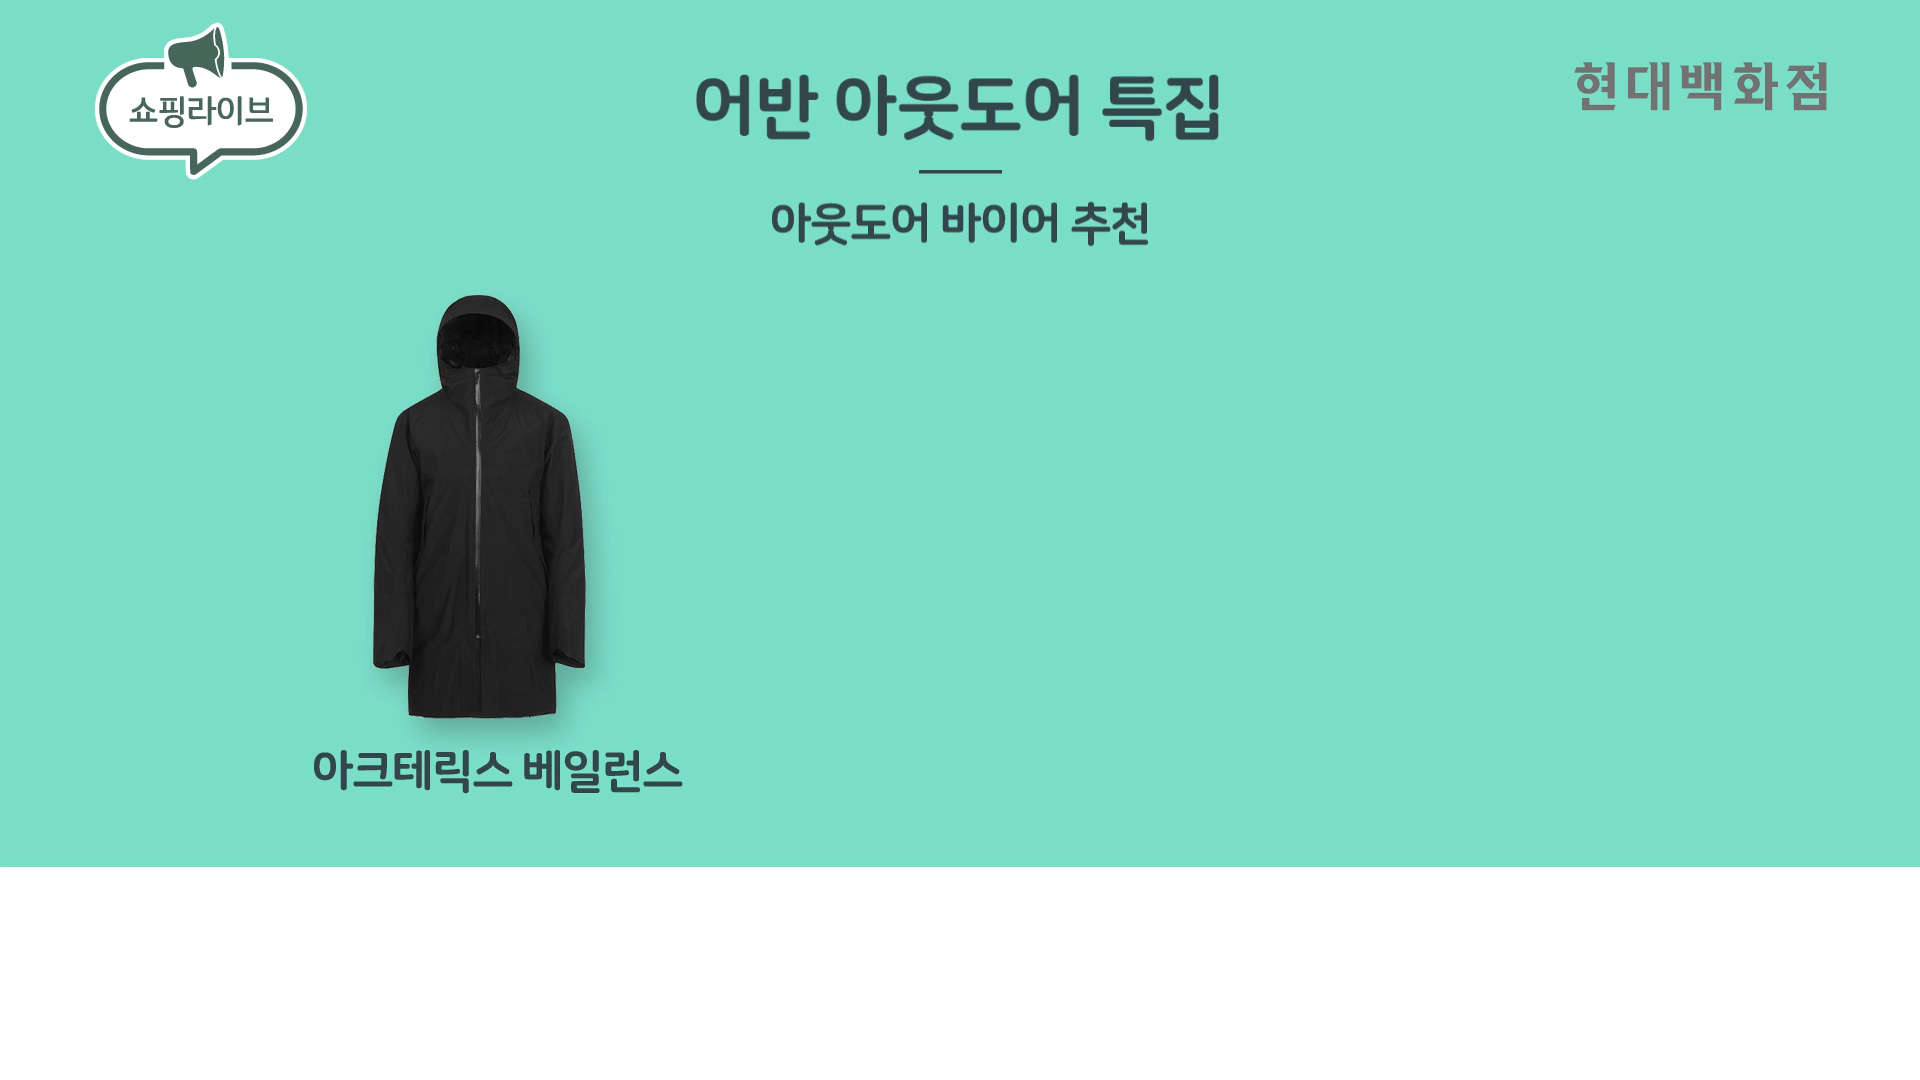 쇼핑라이브
어반 아웃도어 특집
현대백화점
아웃도어 바이어 추천
아크테릭스 베일런스